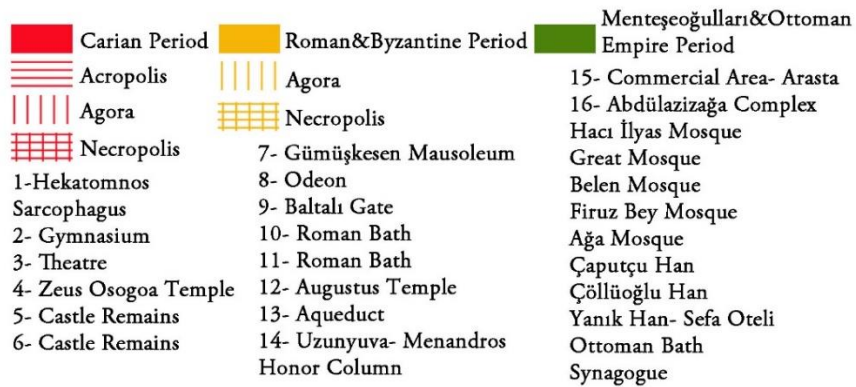 Carian Period
Acropolis
Agora
Necropolis
1-Hekatomnos
Sarcophagus
2- Gymnasium
3- Theatre
4- Zeus Osogoa Temple
5- Castle Remains
6- Castle Remains
Roman&Byzantine Period
Agora
Necropolis
7- Gümüşkesen Mausoleum
8- Odeon
9- Baltalı Gate
10- Roman Bath
11- Roman Bath
12- Augustus Temple
13- Aqueduct
14- Uzunyuva- Menandros
Honor Column
Menteşeoğulları&Ottoman
Empire Period
15- Commercial Area- Arasta
16- Abdülazizağa Complex
Hacı İlyas Mosque
Great Mosque
Belen Mosque
Firuz Bey Mosque
Ağa Mosque
Çaputçu Han
Çöllüoğlu Han
Yanık Han- Sefa Oteli
Ottoman Bath
Synagogue